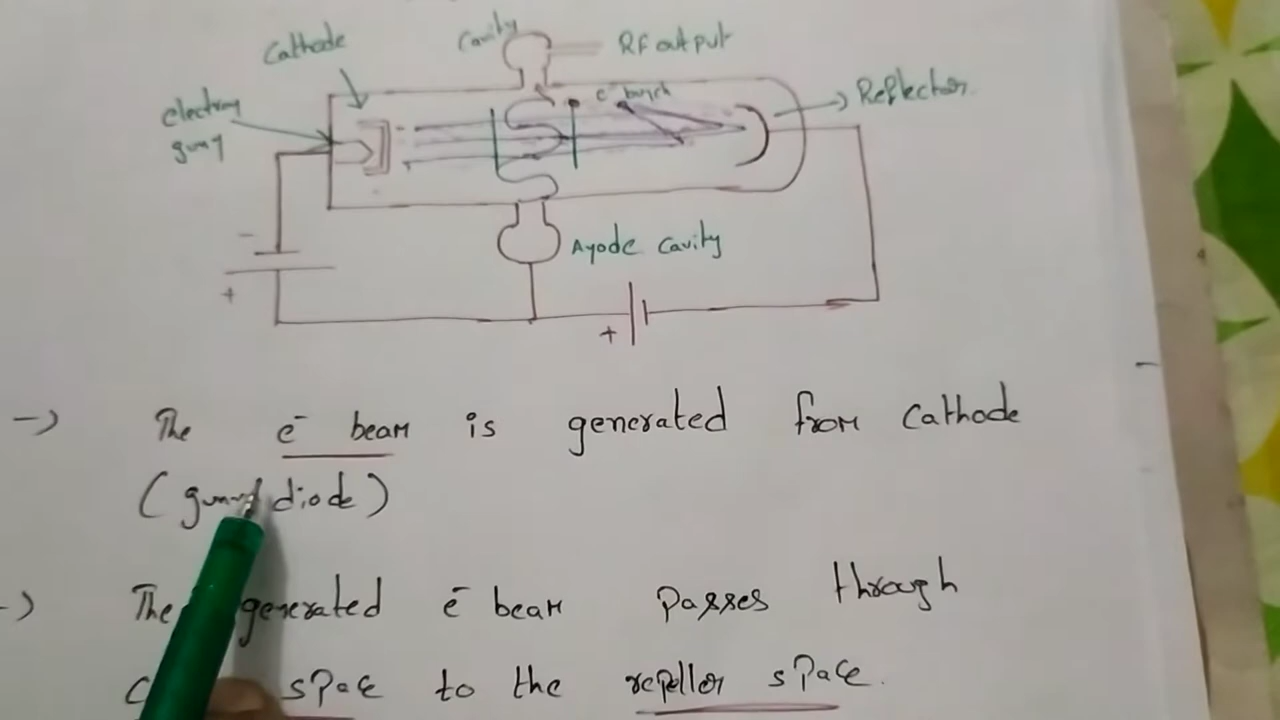 Cathode
Cavity
RF output
e⁻ bunch
Reflector
electron
gun
-
+
Anode Cavity
+
-> The e⁻ beam is generated from Cathode
( diode)
-> The generated e⁻ beam passes through
space to the repeller space.